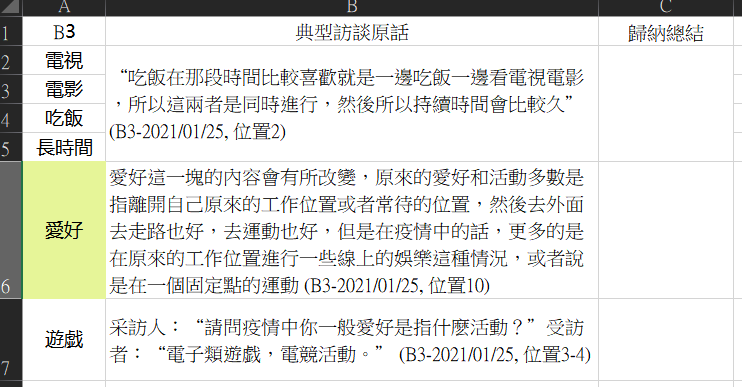 A B C
1 B3 典型訪談原話 歸納總結
2 電視
3 電影
4 吃飯
5 長時間
“吃飯在那段時間比較喜歡就是一邊吃飯一邊看電視電影
，所以這兩者是同時進行，然後所以持續時間會比較久”
(B3-2021/01/25, 位置2)
6 愛好
愛好這一塊的內容會有所改變，原來的愛好和活動多數是
指離開自己原來的工作位置或者常待的位置，然後去外面
去走路也好，去運動也好，但是在疫情中的話，更多的是
在原來的工作位置進行一些線上的娛樂這種情況，或者說
是在一個固定點的運動 (B3-2021/01/25, 位置10)
7 遊戲
采訪人：“請問疫情中你一般愛好是指什麼活動？” 受訪
者：“電子類遊戲，電競活動。” (B3-2021/01/25, 位置3-4)